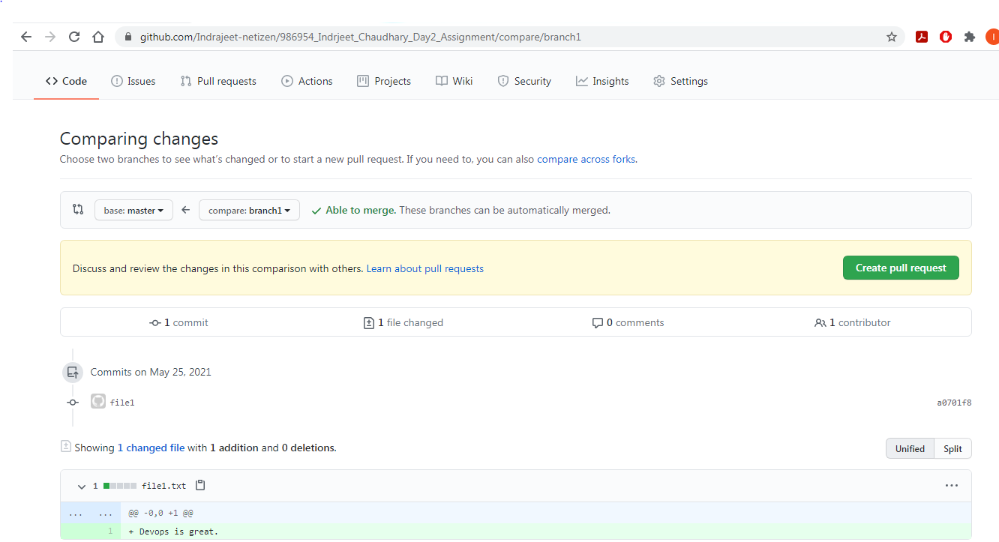 github.com/Indrajeet-netizen/986954_Indrjeet_Chaudhary_Day2_Assignment/compare/branch1
I
Code Issues Pull requests Actions Projects Wiki Security Insights Settings
Comparing changes
Choose two branches to see what's changed or to start a new pull request. If you need to, you can also compare across forks.
base: master compare: branch1 Able to merge. These branches can be automatically merged.
Discuss and review the changes in this comparison with others. Learn about pull requests Create pull request
1 commit 1 file changed 0 comments 1 contributor
Commits on May 25, 2021
file1 a0701f8
Showing 1 changed file with 1 addition and 0 deletions. Unified Split
1 file1.txt ...
... ... @@ -0,0 +1 @@
1 + Devops is great.